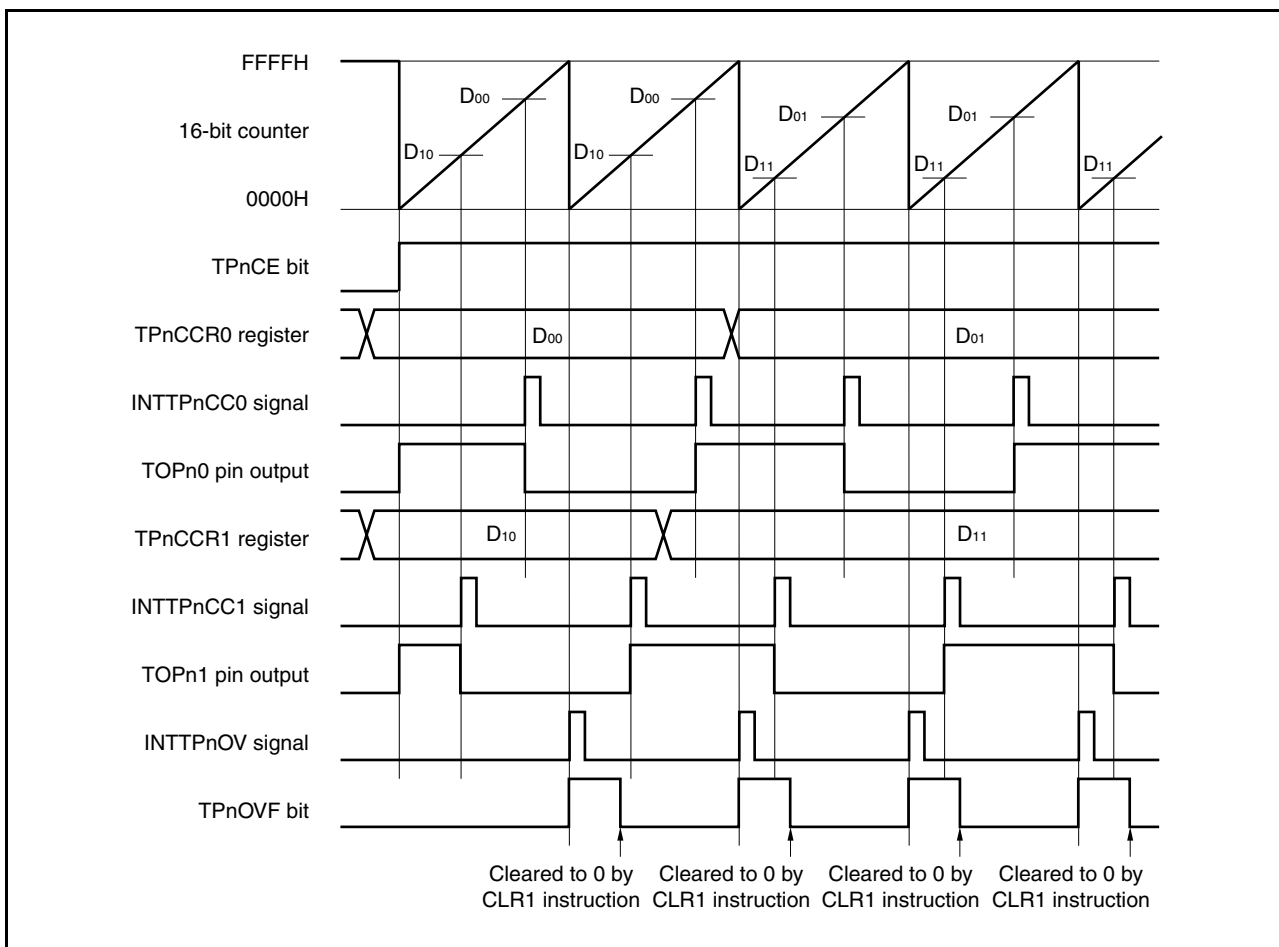 FFFFH
16-bit counter
0000H
D00
D00
D01
D01
D10
D10
D11
D11
D11
TPnCE bit
TPnCCR0 register
D00
D01
INTTPnCC0 signal
TOPn0 pin output
TPnCCR1 register
D10
D11
INTTPnCC1 signal
TOPn1 pin output
INTTPnOV signal
TPnOVF bit
Cleared to 0 by
CLR1 instruction
Cleared to 0 by
CLR1 instruction
Cleared to 0 by
CLR1 instruction
Cleared to 0 by
CLR1 instruction